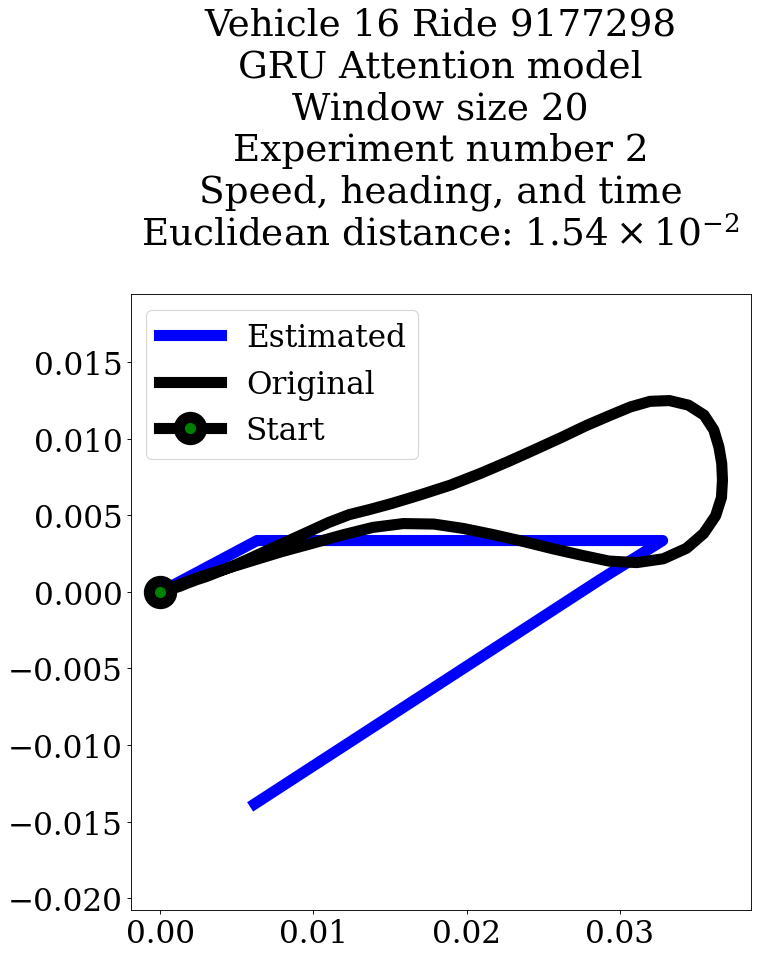 Vehicle 16 Ride 9177298
GRU Attention model
Window size 20
Experiment number 2
Speed, heading, and time
Euclidean distance: 1.54 × 10⁻²
Estimated
Original
Start
0.015
0.010
0.005
0.000
−0.005
−0.010
−0.015
−0.020
0.00 0.01 0.02 0.03